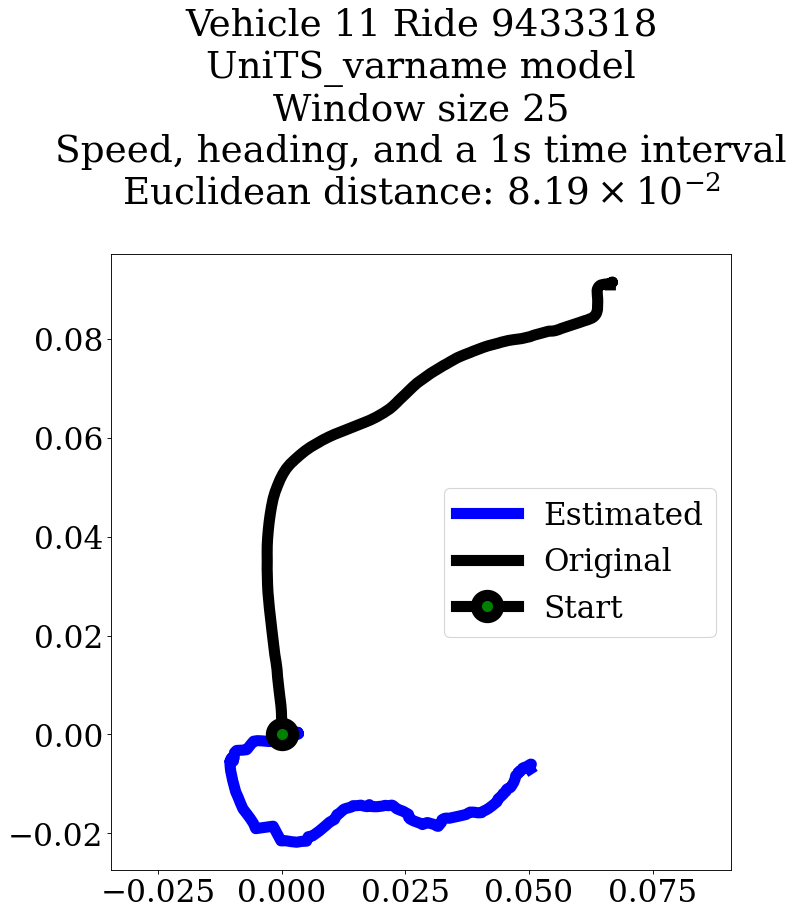 Vehicle 11 Ride 9433318
UniTS_varname model
Window size 25
Speed, heading, and a 1s time interval
Euclidean distance: 8.19 × 10⁻²
0.08
0.06
0.04
0.02
0.00
−0.02
Estimated
Original
Start
−0.025 0.000 0.025 0.050 0.075